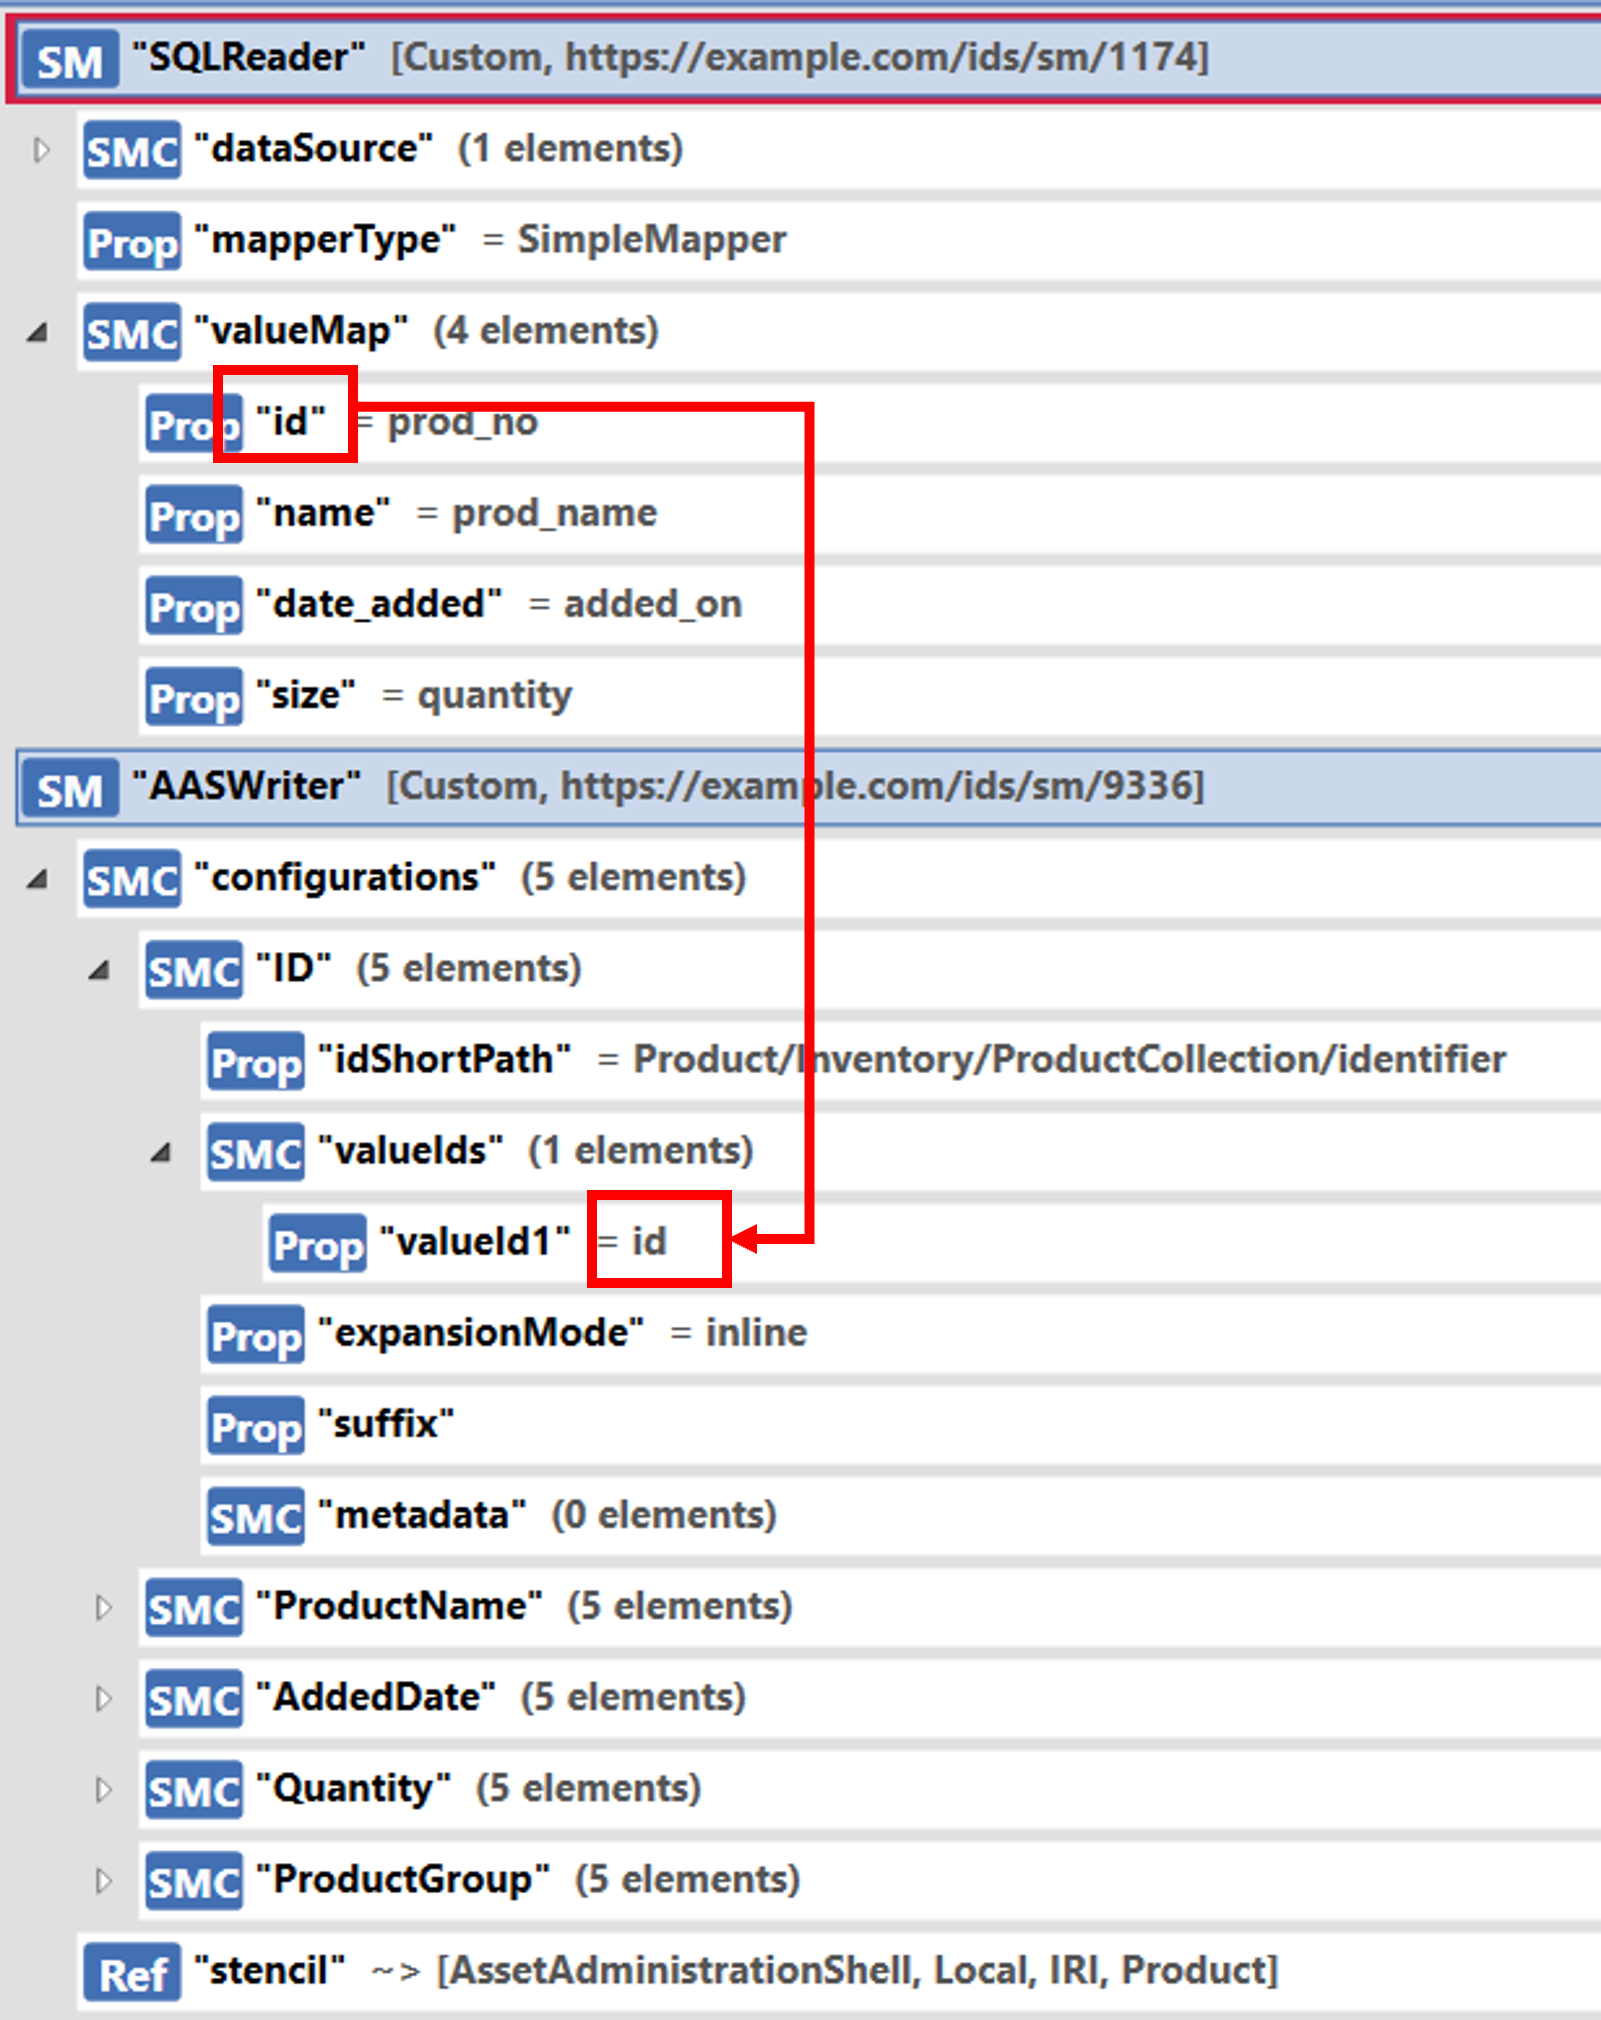 SM "SQLReader" [Custom, https://example.com/ids/sm/1174]
SMC "dataSource" (1 elements)
Prop "mapperType" = SimpleMapper
SMC "valueMap" (4 elements)
Prop "id" = prod_no
Prop "name" = prod_name
Prop "date_added" = added_on
Prop "size" = quantity
SM "AASWriter" [Custom, https://example.com/ids/sm/9336]
SMC "configurations" (5 elements)
SMC "ID" (5 elements)
Prop "idShortPath" = Product/Inventory/ProductCollection/identifier
SMC "valueIds" (1 elements)
Prop "valueId1" = id
Prop "expansionMode" = inline
Prop "suffix"
SMC "metadata" (0 elements)
SMC "ProductName" (5 elements)
SMC "AddedDate" (5 elements)
SMC "Quantity" (5 elements)
SMC "ProductGroup" (5 elements)
Ref "stencil" ~> [AssetAdministrationShell, Local, IRI, Product]